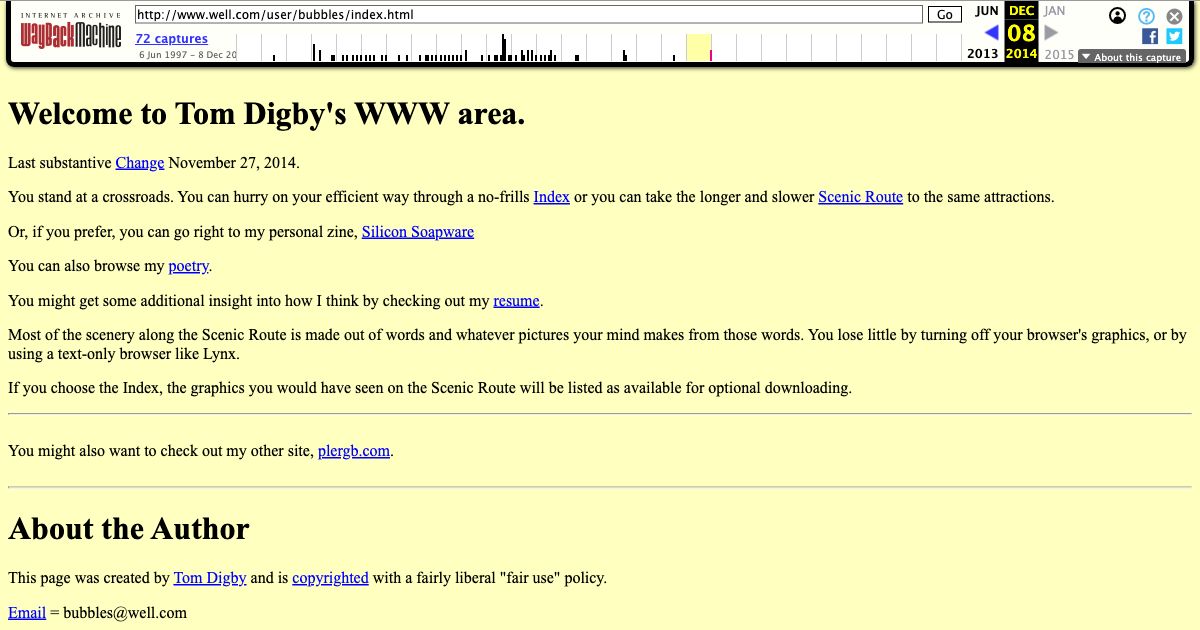 INTERNET ARCHIVE
WayBackMachine
http://www.well.com/user/bubbles/index.html
Go
72 captures
6 Jun 1997 – 8 Dec 20
JUN
DEC
JAN
08
2013
2014
2015
About this capture
Welcome to Tom Digby's WWW area.
Last substantive Change November 27, 2014.
You stand at a crossroads. You can hurry on your efficient way through a no-frills Index or you can take the longer and slower Scenic Route to the same attractions.
Or, if you prefer, you can go right to my personal zine, Silicon Soapware
You can also browse my poetry.
You might get some additional insight into how I think by checking out my resume.
Most of the scenery along the Scenic Route is made out of words and whatever pictures your mind makes from those words. You lose little by turning off your browser's graphics, or by
using a text-only browser like Lynx.
If you choose the Index, the graphics you would have seen on the Scenic Route will be listed as available for optional downloading.
You might also want to check out my other site, plergb.com.
About the Author
This page was created by Tom Digby and is copyrighted with a fairly liberal "fair use" policy.
Email = bubbles@well.com